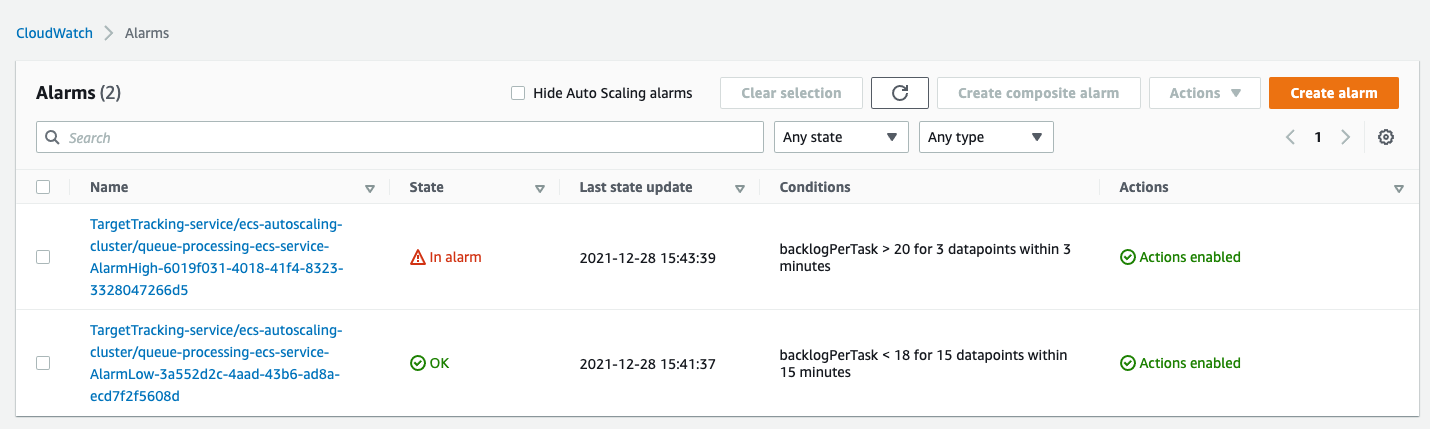 CloudWatch > Alarms
Alarms (2)
Hide Auto Scaling alarms
Clear selection
Create composite alarm
Actions
Create alarm
Search
Any state
Any type
1
Name State Last state update Conditions Actions
TargetTracking-service/ecs-autoscaling-
cluster/queue-processing-ecs-service-
AlarmHigh-6019f031-4018-41f4-8323-
3328047266d5
In alarm
2021-12-28 15:43:39
backlogPerTask > 20 for 3 datapoints within 3
minutes
Actions enabled
TargetTracking-service/ecs-autoscaling-
cluster/queue-processing-ecs-service-
AlarmLow-3a552d2c-4aad-43b6-ad8a-
ecd7f2f5608d
OK
2021-12-28 15:41:37
backlogPerTask < 18 for 15 datapoints within
15 minutes
Actions enabled